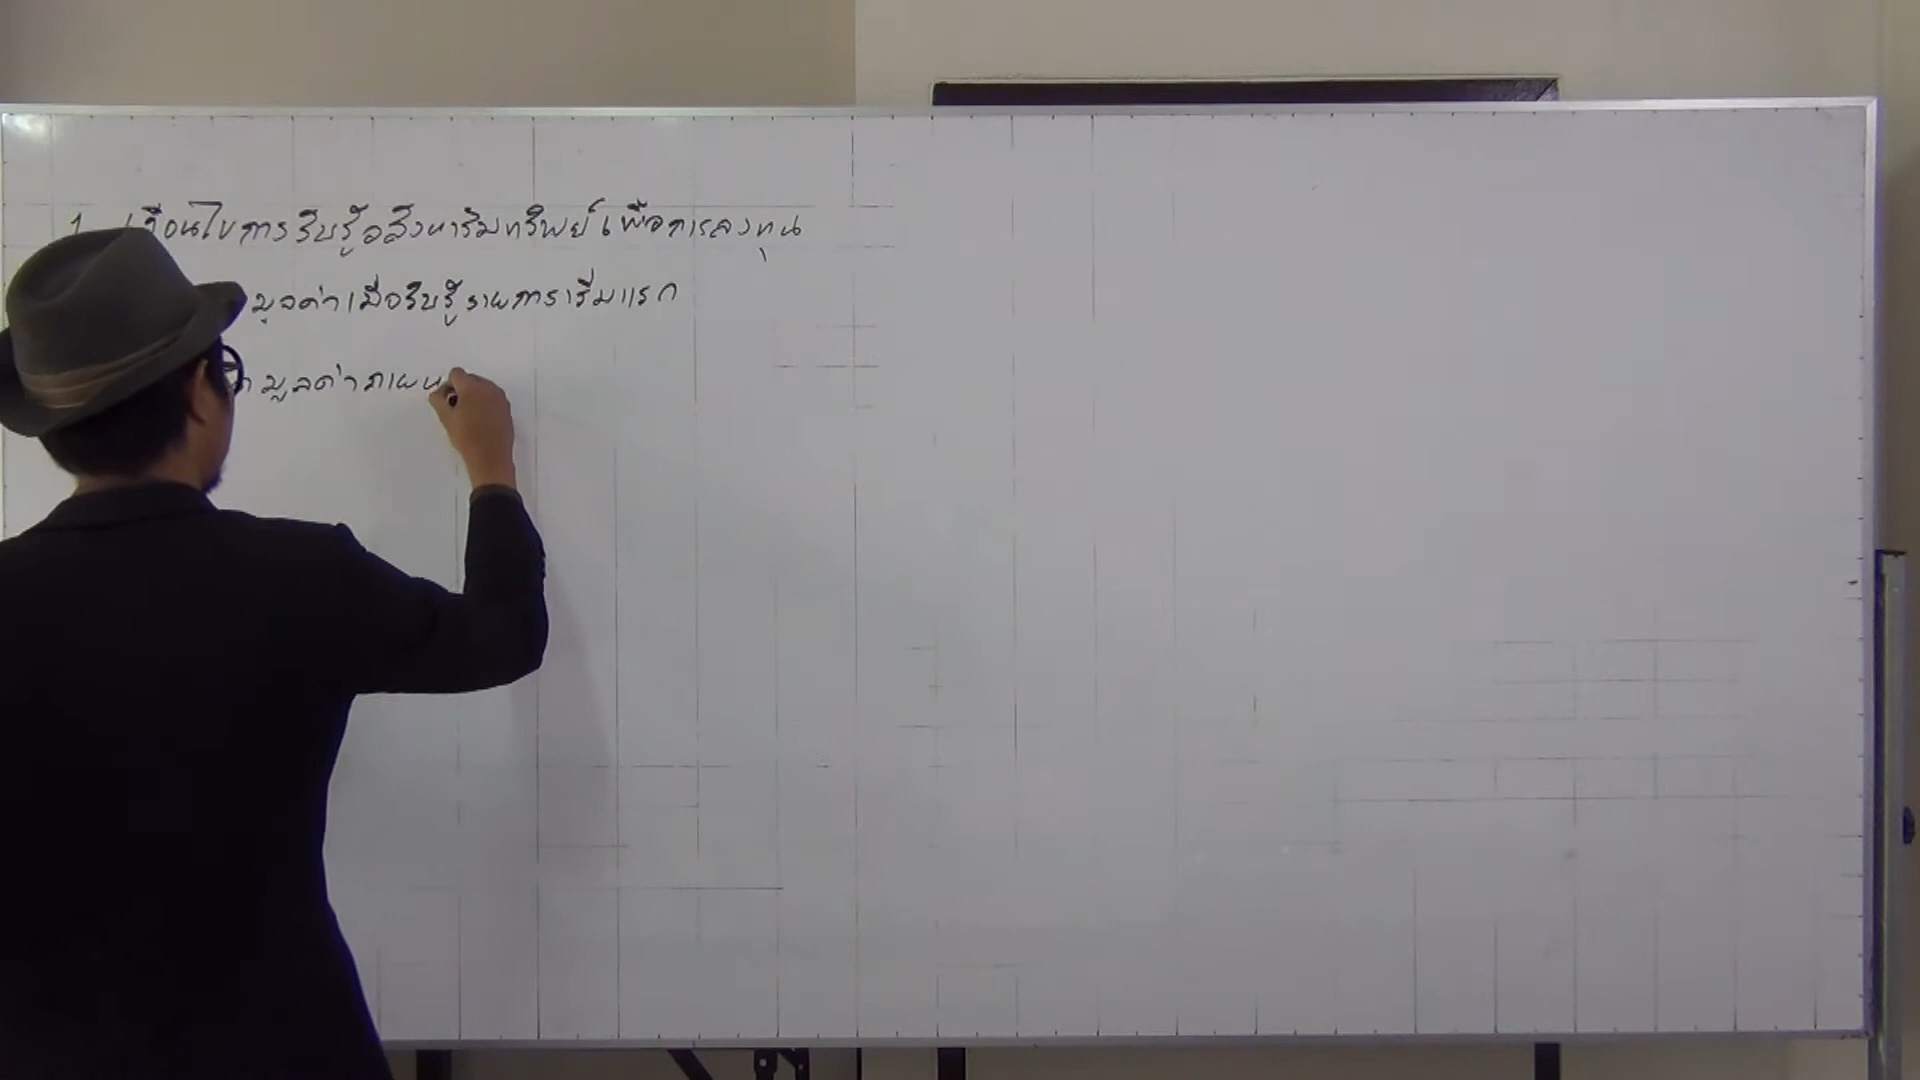 1. เงื่อนไขการรับรู้อสังหาริมทรัพย์เพื่อการลงทุน
มูลค่าเมื่อรับรู้รายการเริ่มแรก
มูลค่าภายห